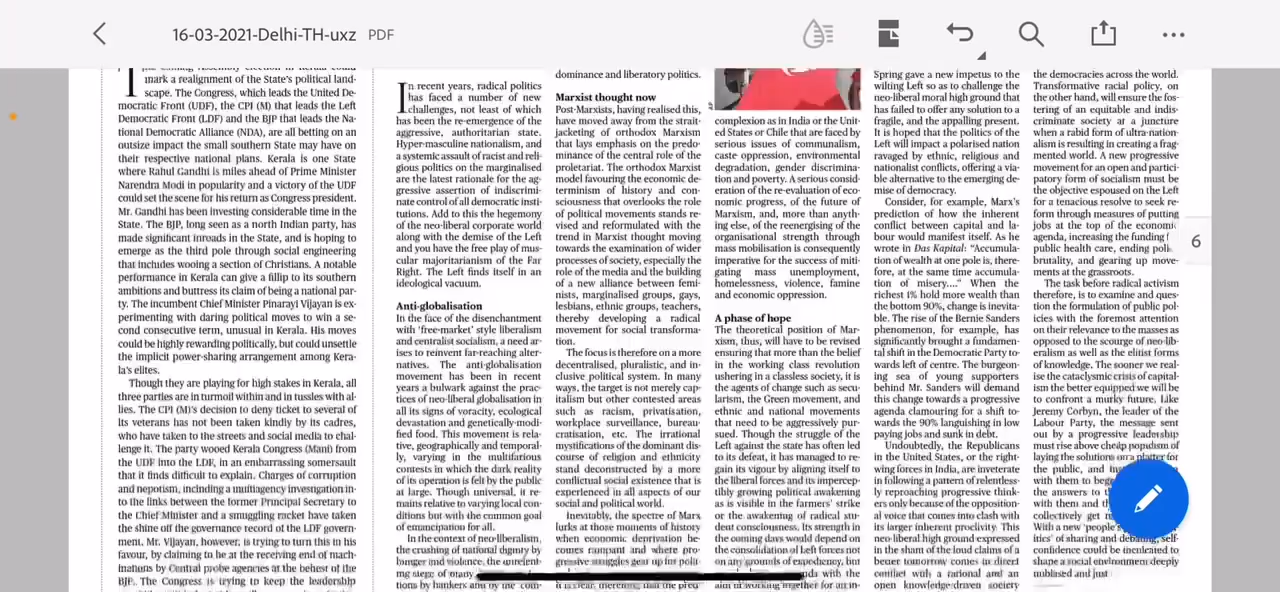 16-03-2021-Delhi-TH-uxz PDF
6
mark a realignment of the State's political land-
scape. The Congress, which leads the United De-
mocratic Front (UDF), the CPI (M) that leads the Left
Democratic Front (LDF) and the BJP that leads the Na-
tional Democratic Alliance (NDA), are all betting on an
outsize impact the small southern State may have on
their respective national plans. Kerala is one State
where Rahul Gandhi is miles ahead of Prime Minister
Narendra Modi in popularity and a victory of the UDF
could set the scene for his return as Congress president.
Mr. Gandhi has been investing considerable time in the
State. The BJP, long seen as a north Indian party, has
made significant inroads in the State, and is hoping to
emerge as the third pole through social engineering
that includes wooing a section of Christians. A notable
performance in Kerala can give a fillip to its southern
ambitions and buttress its claim of being a national par-
ty. The incumbent Chief Minister Pinarayi Vijayan is ex-
perimenting with daring political moves to win a se-
cond consecutive term, unusual in Kerala. His moves
could be highly rewarding politically, but could unsettle
the implicit power-sharing arrangement among Kera-
la's elites.
Though they are playing for high stakes in Kerala, all
three parties are in turmoil within and in tussles with al-
lies. The CPI (M)'s decision to deny ticket to several of
its veterans has not been taken kindly by its cadres,
who have taken to the streets and social media to chal-
lenge it. The party wooed Kerala Congress (Mani) from
the UDF into the LDF, in an embarrassing somersault
that it finds difficult to explain. Charges of corruption
and nepotism, including a multiagency investigation in-
to the links between the former Principal Secretary to
the Chief Minister and a smuggling racket have taken
the shine off the governance record of the LDF govern-
ment. Mr. Vijayan, however, is trying to turn this in his
favour, by claiming to be at the receiving end of mach-
inations by Central probe agencies at the behest of the
BJP. The Congress is trying to keep the leadership
In recent years, radical politics
has faced a number of new
challenges, not least of which
has been the re-emergence of the
aggressive, authoritarian state.
Hyper-masculine nationalism, and
a systemic assault of racist and reli-
gious politics on the marginalised
are the latest rationale for the ag-
gressive assertion of indiscrimi-
nate control of all democratic insti-
tutions. Add to this the hegemony
of the neo-liberal corporate world
along with the demise of the Left
and you have the free play of mus-
cular majoritarianism of the Far
Right. The Left finds itself in an
ideological vacuum.
Anti-globalisation
In the face of the disenchantment
with 'free-market' style liberalism
and centralist socialism, a need ar-
ises to reinvent far-reaching alter-
natives. The anti-globalisation
movement has been in recent
years a bulwark against the prac-
tices of neo-liberal globalisation in
all its signs of voracity, ecological
devastation and genetically-modi-
fied food. This movement is rela-
tive, geographically and temporal-
ly, varying in the multifarious
contests in which the dark reality
of its operation is felt by the public
at large. Though universal, it re-
mains relative to varying local con-
ditions but with the common goal
of emancipation for all.
In the context of neo-liberalism,
the crushing of national dignity by
hunger and violence, the unrelent-
ing siege of many
tions by bankers and by the com-
dominance and liberatory politics.
Marxist thought now
Post-Marxists, having realised this,
have moved away from the strait-
jacketing of orthodox Marxism
that lays emphasis on the predo-
minance of the central role of the
proletariat. The orthodox Marxist
model favouring the economic de-
terminism of history and con-
sciousness that overlooks the role
of political movements stands re-
vised and reformulated with the
trend in Marxist thought moving
towards the examination of wider
processes of society, especially the
role of the media and the building
of a new alliance between femi-
nists, marginalised groups, gays,
lesbians, ethnic groups, teachers,
thereby developing a radical
movement for social transforma-
tion.
The focus is therefore on a more
decentralised, pluralistic, and in-
clusive political system. In many
ways, the target is not merely cap-
italism but other contested areas
such as racism, privatisation,
workplace surveillance, bureau-
cratisation, etc. The irrational
mystifications of the dominant dis-
course of religion and ethnicity
stand deconstructed by a more
conflictual social existence that is
experienced in all aspects of our
social and political world.
Inevitably, the spectre of Marx
lurks at those moments of history
when economic deprivation be-
comes rampant and where pro-
gressive struggles gear up for polit-
complexion as in India or the Unit-
ed States or Chile that are faced by
serious issues of communalism,
caste oppression, environmental
degradation, gender discrimina-
tion and poverty. A serious consid-
eration of the re-evaluation of eco-
nomic progress, of the future of
Marxism, and, more than anyth-
ing else, of the reenergising of the
organisational strength through
mass mobilisation is consequently
imperative for the success of miti-
gating mass unemployment,
homelessness, violence, famine
and economic oppression.
A phase of hope
The theoretical position of Mar-
xism, thus, will have to be revised
ensuring that more than the belief
in the working class revolution
ushering in a classless society, it is
the agents of change such as secu-
larism, the Green movement, and
ethnic and national movements
that need to be aggressively pur-
sued. Though the struggle of the
Left against the state has often led
to its defeat, it has managed to re-
gain its vigour by aligning itself to
the liberal forces and its impercep-
tibly growing political awakening
as is visible in the farmers' strike
or the awakening of radical stu-
dent consciousness. Its strength in
the coming days would depend on
the consolidation of Left forces not
on any grounds of expediency, but
with the
aim of working together for an in-
Spring gave a new impetus to the
wilting Left so as to challenge the
neo-liberal moral high ground that
has failed to offer any solution to a
fragile, and the appalling present.
It is hoped that the politics of the
Left will impact a polarised nation
ravaged by ethnic, religious and
nationalist conflicts, offering a via-
ble alternative to the emerging de-
mise of democracy.
Consider, for example, Marx's
prediction of how the inherent
conflict between capital and la-
bour would manifest itself. As he
wrote in Das Kapital: "Accumula-
tion of wealth at one pole is, there-
fore, at the same time accumula-
tion of misery...." When the
richest 1% hold more wealth than
the bottom 90%, change is inevita-
ble. The rise of the Bernie Sanders
phenomenon, for example, has
significantly brought a fundamen-
tal shift in the Democratic Party to-
wards left of centre. The burgeon-
ing sea of young supporters
behind Mr. Sanders will demand
this change towards a progressive
agenda clamouring for a shift to-
wards the 90% languishing in low
paying jobs and sunk in debt.
Undoubtedly, the Republicans
in the United States, or the right-
wing forces in India, are inveterate
in following a pattern of relentless-
ly reproaching progressive think-
ers only because of the opposition-
al voice that comes into clash with
its larger inherent proclivity. This
neo-liberal high ground expressed
in the sham of the loud claims of a
better tomorrow comes in direct
conflict with a rational and an
open knowledge-driven society
the democracies across the world.
Transformative racial policy, on
the other hand, will ensure the fos-
tering of an equitable and indis-
criminate society at a juncture
when a rabid form of ultra-nation-
alism is resulting in creating a frag-
mented world. A new progressive
movement for an open and partici-
patory form of socialism must be
the objective espoused on the Left
for a tenacious resolve to seek re-
form through measures of putting
jobs at the top of the economic
agenda, increasing the funding
public health care, ending poli
brutality, and gearing up move-
ments at the grassroots.
The task before radical activism
therefore, is to examine and ques-
tion the formulation of public pol-
icies with the foremost attention
on their relevance to the masses as
opposed to the scourge of neo-lib-
eralism as well as the elitist forms
of knowledge. The sooner we real-
ise the cataclysmic crisis of capital-
ism the better equipped we will be
to confront a murky future. Like
Jeremy Corbyn, the leader of the
Labour Party, the message sent
out by a progressive leadership
must rise above cheap populism of
laying the solutions on a platter for
the public, and
with them to
the answers to
with them and
collectively
With a new 'people's
itics' of sharing and debating, self-
confidence could be inculcated to
shape a social environment deeply
mobilised and just